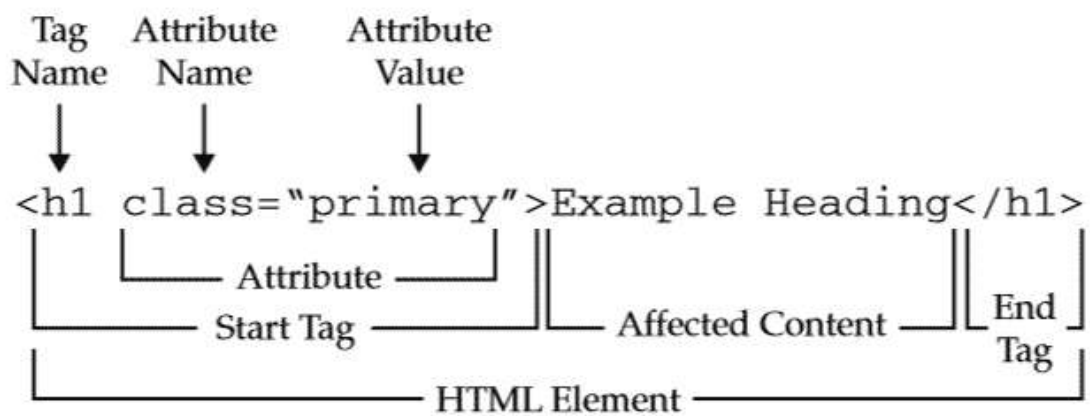 Tag Attribute Attribute
Name Name Value
<h1 class=“primary”>Example Heading</h1>
Attribute
Start Tag Affected Content End
Tag
HTML Element